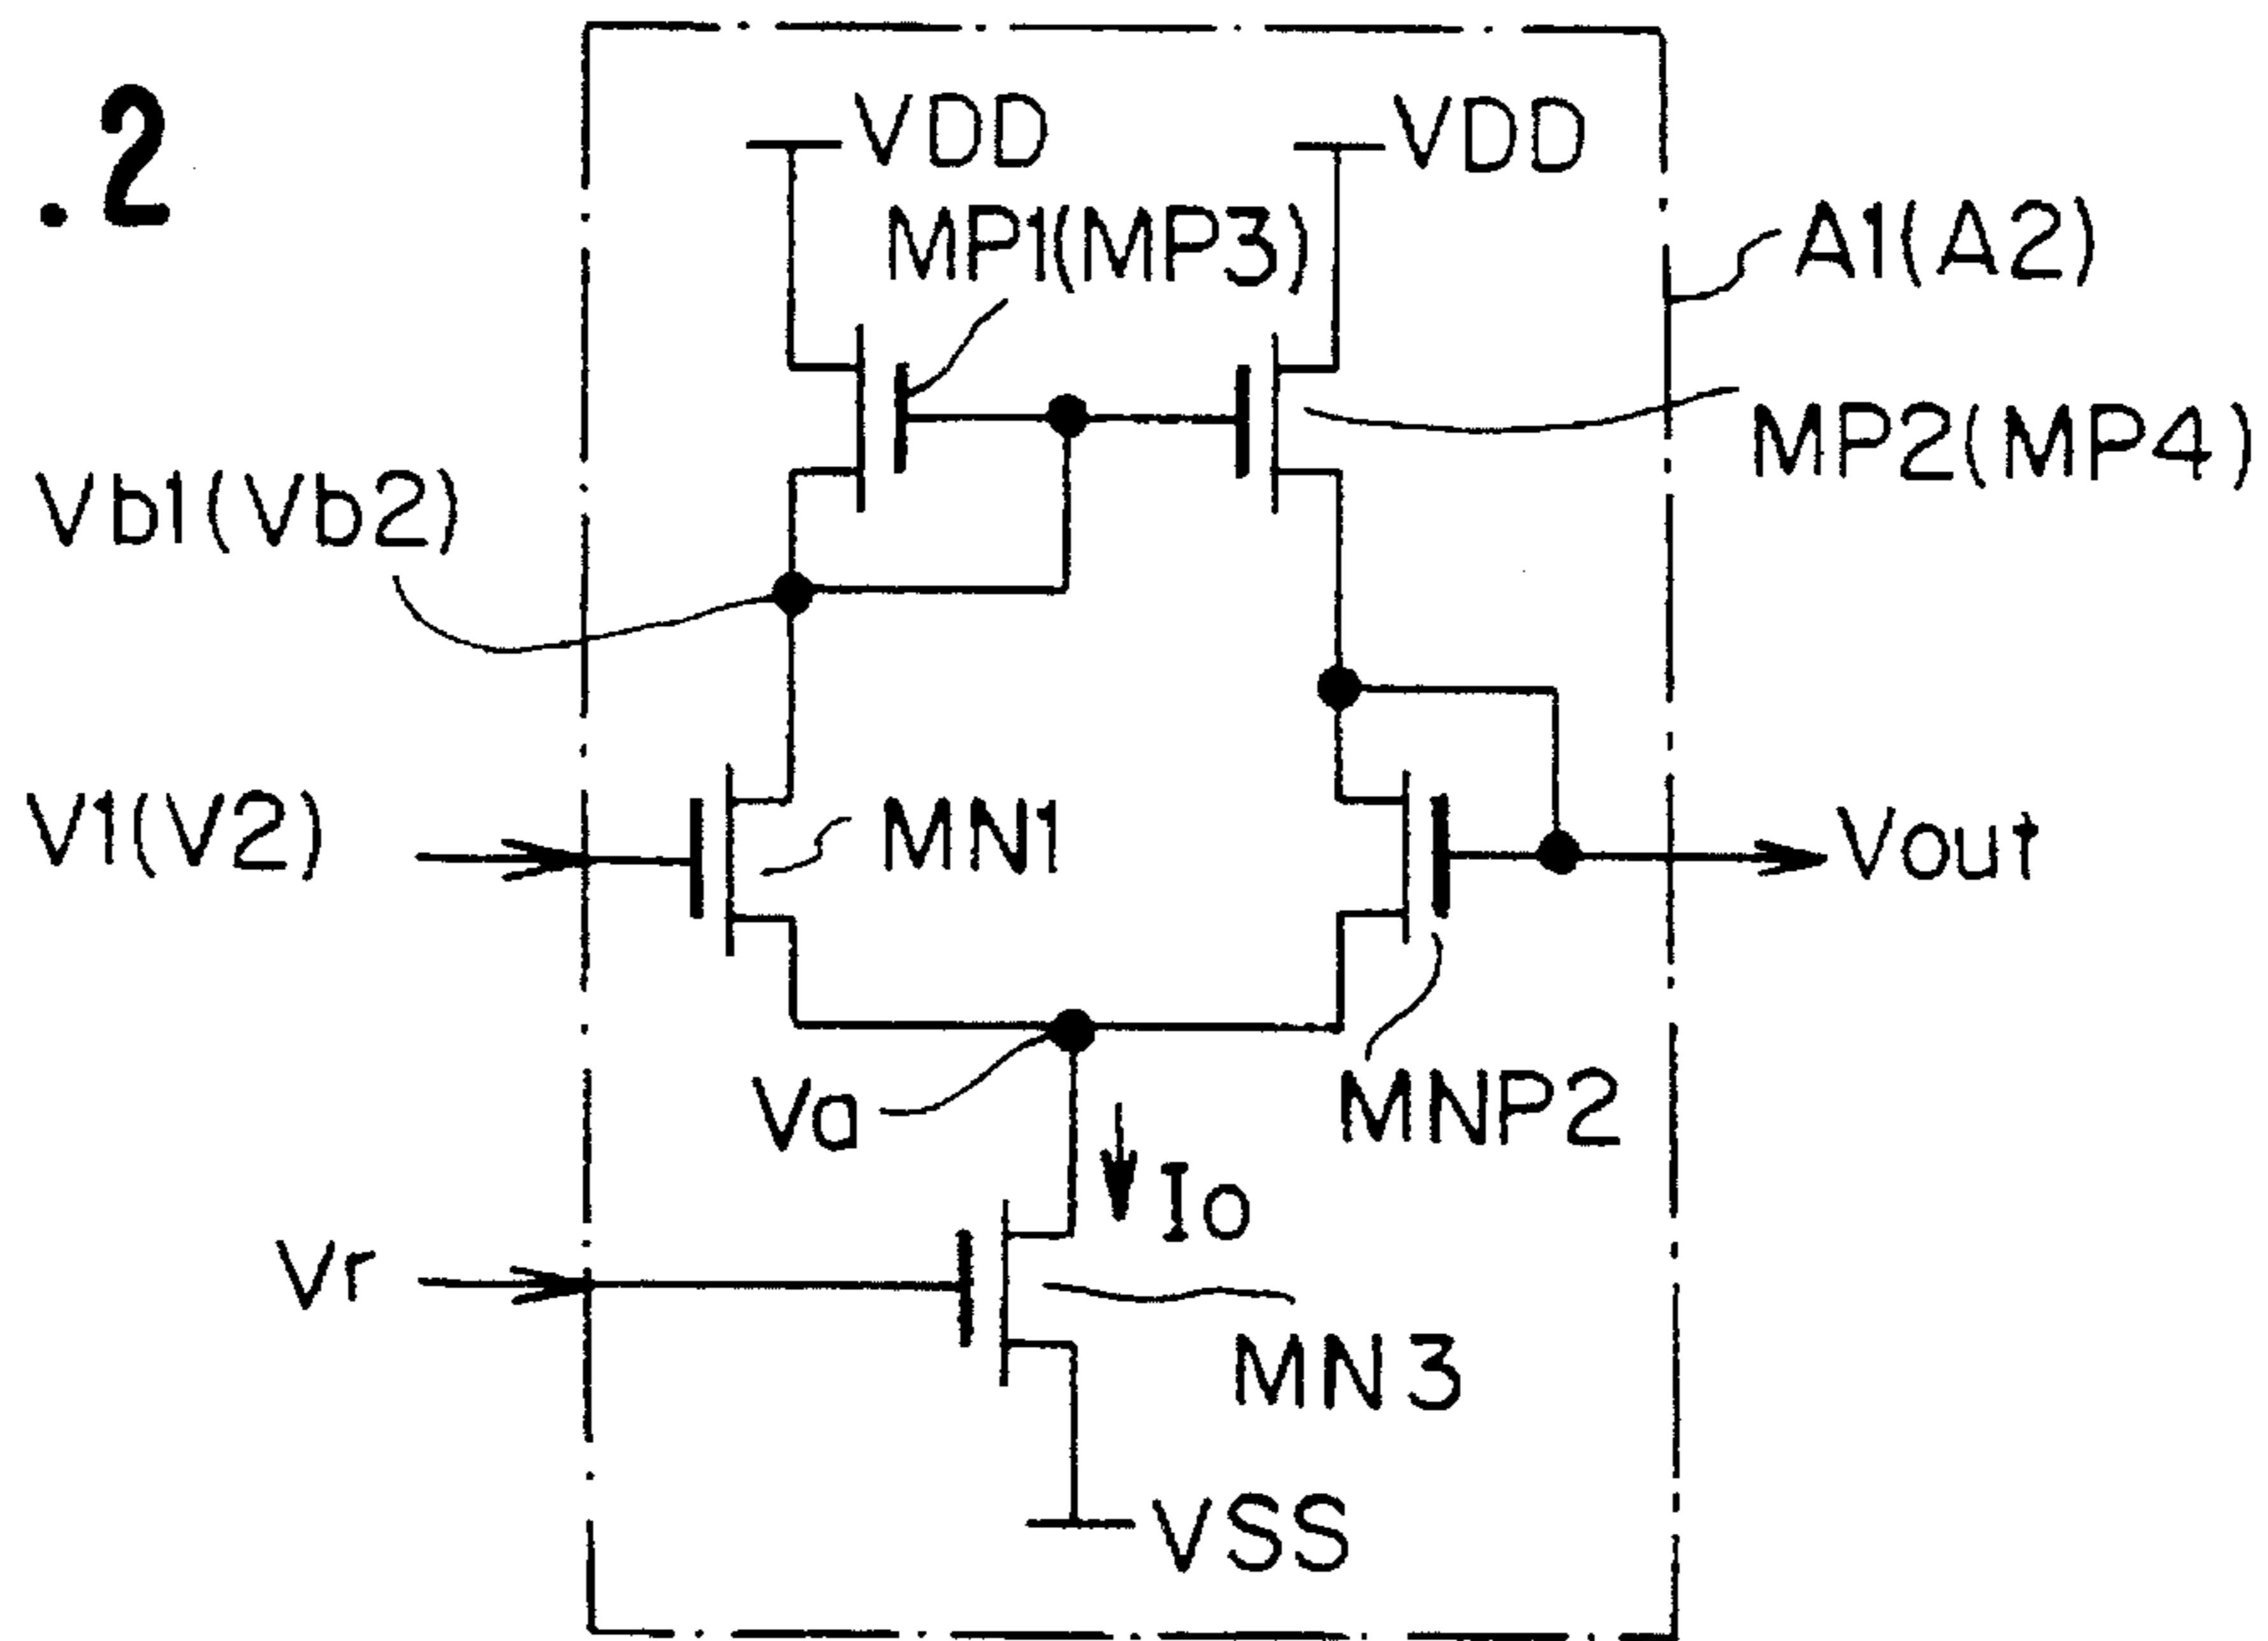 .2
VDD
VDD
MP1(MP3)
A1(A2)
MP2(MP4)
Vb1(Vb2)
V1(V2)
MN1
Vout
Va
MNP2
Io
Vr
MN3
VSS